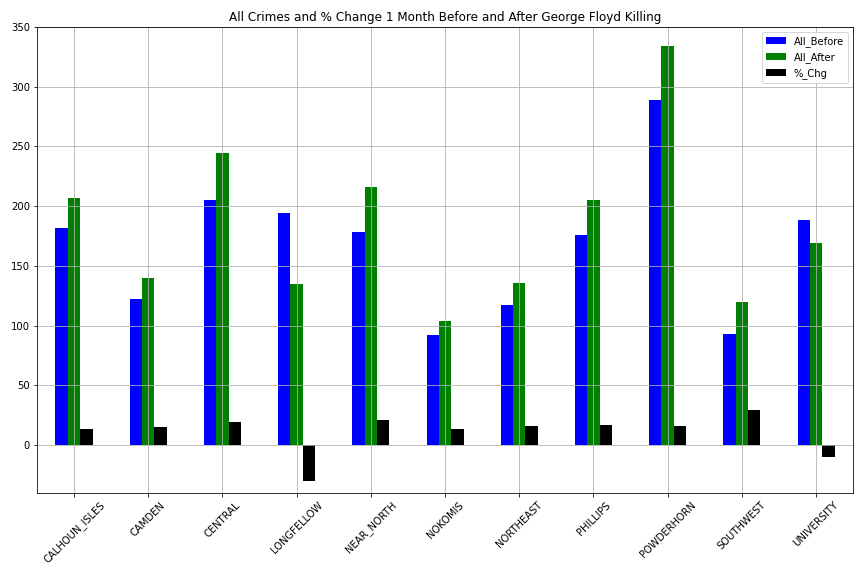 All Crimes and % Change 1 Month Before and After George Floyd Killing
All_Before
All_After
%_Chg
350
300
250
200
150
100
50
0
CALHOUN_ISLES
CAMDEN
CENTRAL
LONGFELLOW
NEAR_NORTH
NOKOMIS
NORTHEAST
PHILLIPS
POWDERHORN
SOUTHWEST
UNIVERSITY